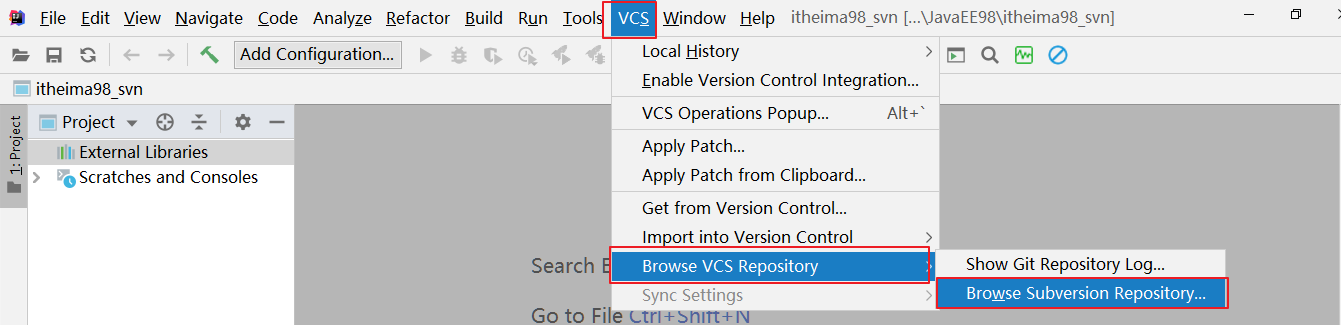 File Edit View Navigate Code Analyze Refactor Build Run Tools VCS Window Help itheima98_svn [...\JavaEE98\itheima98_svn]
Add Configuration...
itheima98_svn
1: Project
Project
External Libraries
Scratches and Consoles
Local History
Enable Version Control Integration...
VCS Operations Popup... Alt+`
Apply Patch...
Apply Patch from Clipboard...
Get from Version Control...
Import into Version Control
Browse VCS Repository
Sync Settings
Show Git Repository Log...
Browse Subversion Repository...
Search E
Go to File Ctrl+Shift+N